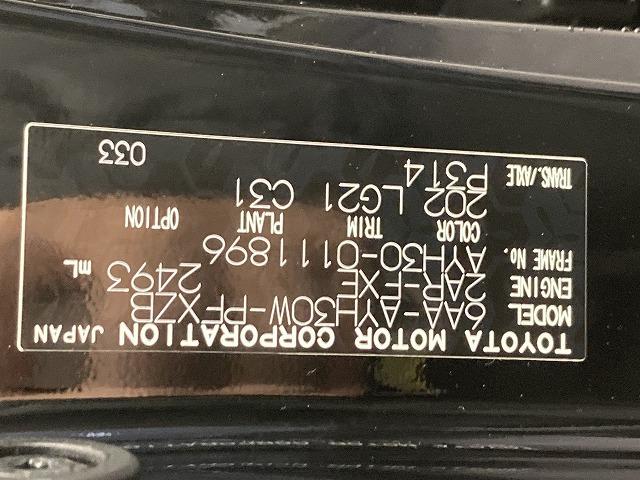 TOYOTA MOTOR CORPORATION JAPAN
MODEL 6AA-AYH30W-PFXZB
ENGINE 2AR-FXE 2493 mL
FRAME No. AYH30-0111896
COLOR TRIM PLANT OPTION
202 LG21 C31
TRANS./AXLE P314 033